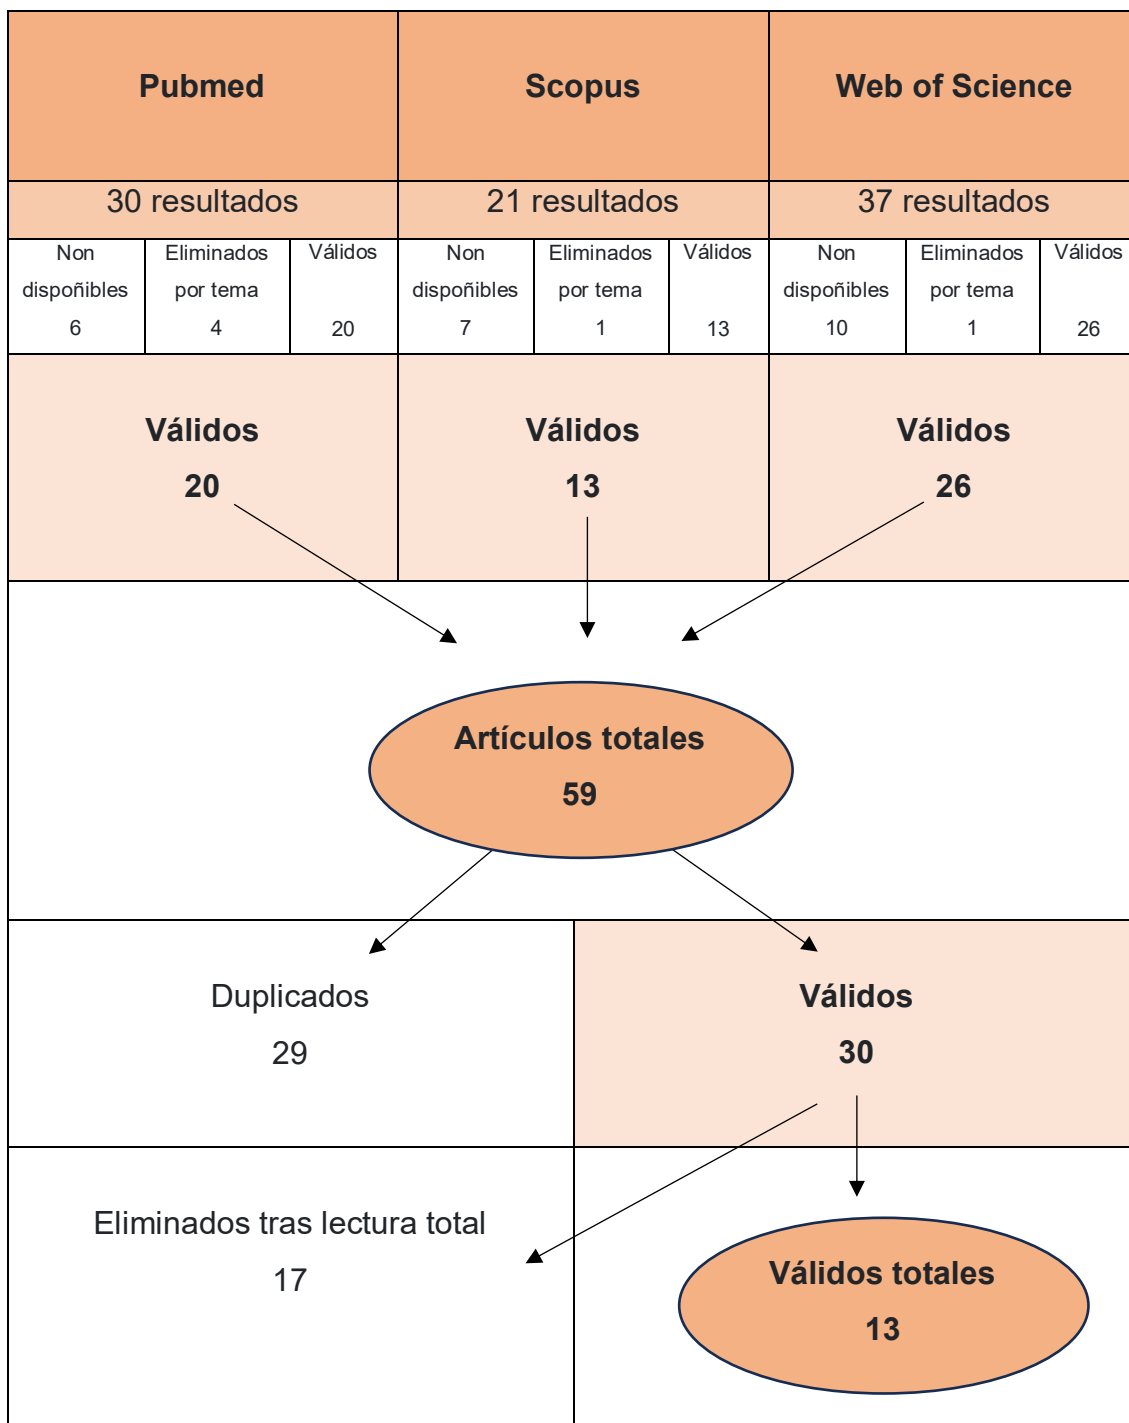 Pubmed
Scopus
Web of Science
30 resultados
21 resultados
37 resultados
Non
dispoñibles
6
Eliminados
por tema
4
Válidos
20
Non
dispoñibles
7
Eliminados
por tema
1
Válidos
13
Non
dispoñibles
10
Eliminados
por tema
1
Válidos
26
Válidos
20
Válidos
13
Válidos
26
Artículos totales
59
Duplicados
29
Válidos
30
Eliminados tras lectura total
17
Válidos totales
13